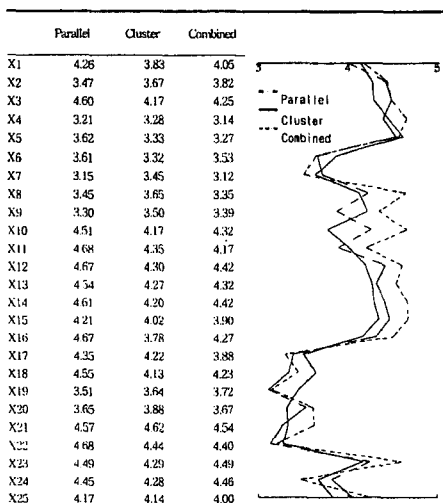 Parallel Cluster Combined
X1 4.26 3.83 4.05
X2 3.47 3.67 3.82
X3 4.60 4.17 4.25
X4 3.21 3.28 3.14
X5 3.62 3.33 3.27
X6 3.61 3.32 3.53
X7 3.15 3.45 3.12
X8 3.45 3.65 3.35
X9 3.30 3.50 3.39
X10 4.51 4.17 4.32
X11 4.68 4.35 4.17
X12 4.67 4.30 4.42
X13 4.54 4.27 4.32
X14 4.61 4.20 4.42
X15 4.21 4.02 3.90
X16 4.67 3.78 4.27
X17 4.35 4.22 3.88
X18 4.55 4.13 4.23
X19 3.51 3.64 3.72
X20 3.65 3.88 3.67
X21 4.57 4.62 4.54
X22 4.68 4.44 4.40
X23 4.49 4.29 4.49
X24 4.45 4.28 4.46
X25 4.17 4.14 4.00
3 4 5
Parallel
Cluster
Combined